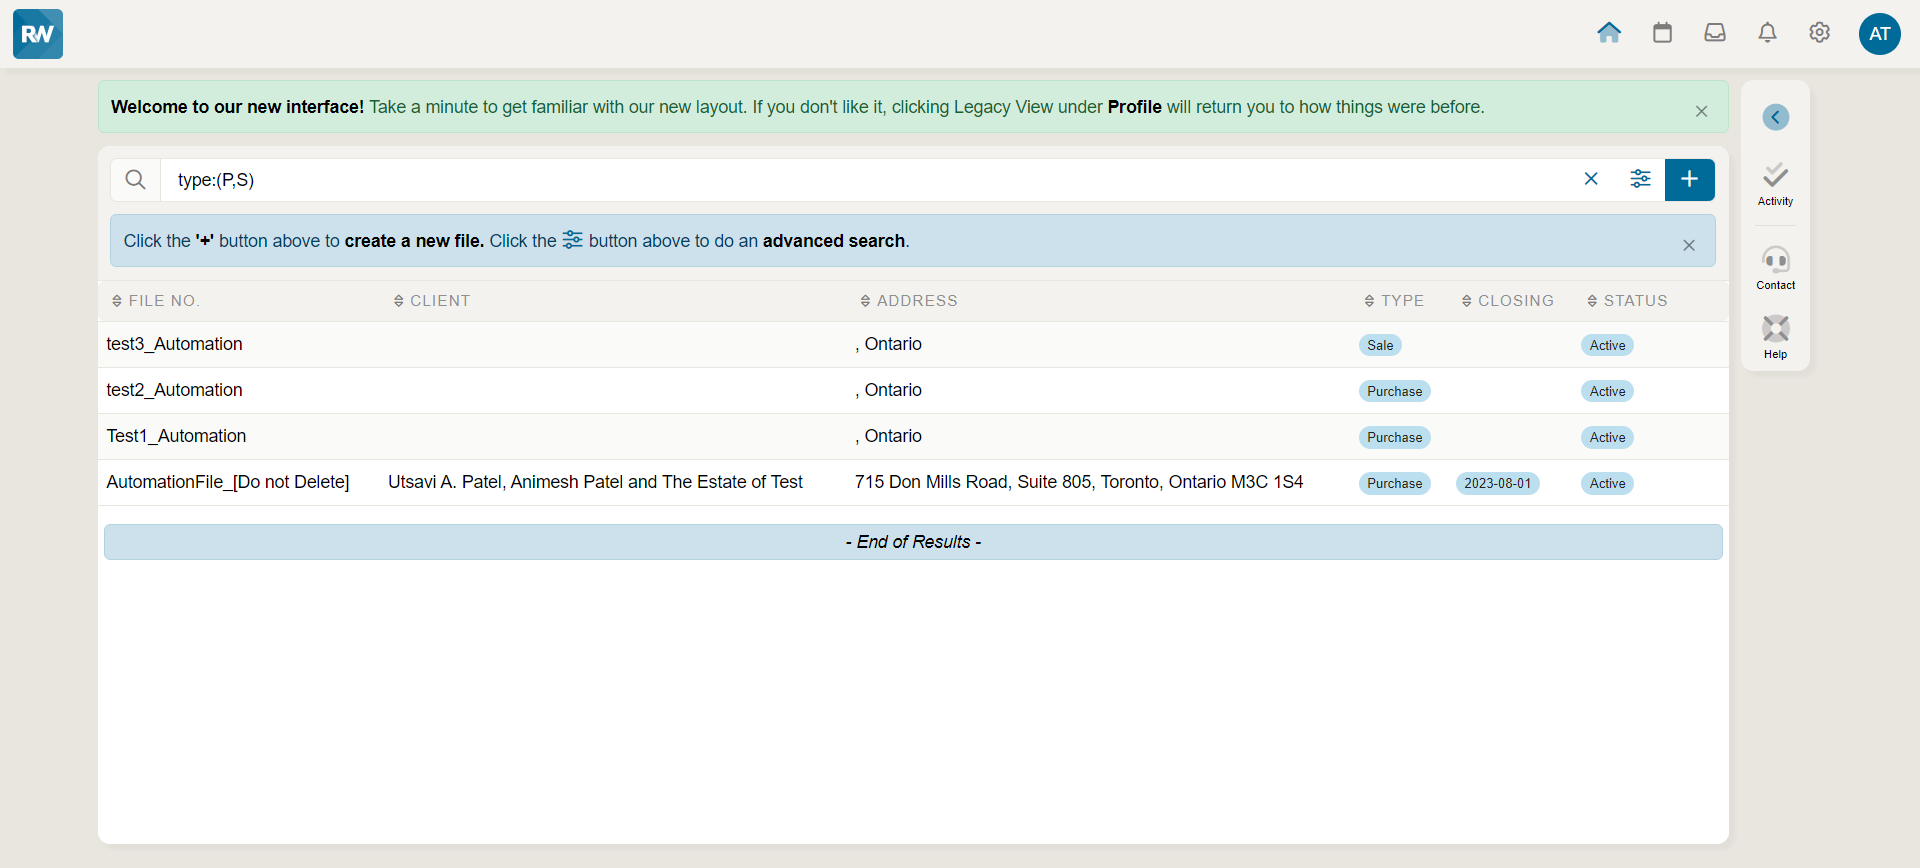 RW
AT
Welcome to our new interface! Take a minute to get familiar with our new layout. If you don't like it, clicking Legacy View under Profile will return you to how things were before.
type:(P,S)
Click the '+' button above to create a new file. Click the button above to do an advanced search.
FILE NO. CLIENT ADDRESS TYPE CLOSING STATUS
test3_Automation , Ontario Sale Active
test2_Automation , Ontario Purchase Active
Test1_Automation , Ontario Purchase Active
AutomationFile_[Do not Delete] Utsavi A. Patel, Animesh Patel and The Estate of Test 715 Don Mills Road, Suite 805, Toronto, Ontario M3C 1S4 Purchase 2023-08-01 Active
- End of Results -
Activity
Contact
Help